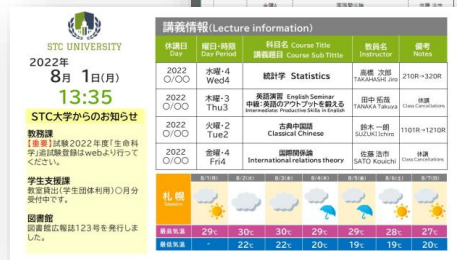 STC UNIVERSITY
2022年
8月 1日(月)
13:35
STC大学からのお知らせ
教務課
【重要】試験2022年度「生命科
学」追試験登録はwebより行って
ください。
学生支援課
教室貸出(学生団体利用)〇月分
受付中です。
図書館
図書館広報誌123号を発行しま
した。
講義情報(Lecture information)
休講日 曜日・時限 科目名 Course Title 教員名 備考
Day Day Period 講義題目 Course Sub Tittle Instructor Notes
2022 水曜・4 統計学 Statistics 高橋 次郎 210R→320R
〇/〇〇 Wed4 TAKAHASHI Jiro
2022 木曜・3 英語演習 English Seminar 田中 拓哉 休講
〇/〇〇 Thu3 中級:英語のアウトプットを鍛える TANAKA Takuya Class Cancellations
Intermediate: Productive Skills in English
2022 火曜・2 古典中国語 鈴木 一朗 1101R→1210R
〇/〇〇 Tue2 Classical Chinese SUZUKI Ichiro
2022 金曜・4 国際関係論 佐藤 浩市 休講
〇/〇〇 Fri4 International relations theory SATO Kouichi Class Cancellations
札幌 8/1(月) 8/2(火) 8/3(水) 8/4(木) 8/5(金) 8/6(土) 8/7(日)
最高気温 29℃ 30℃ 30℃ 29℃ 29℃ 28℃ 27℃
最低気温 - 22℃ 22℃ 20℃ 19℃ 19℃ 20℃